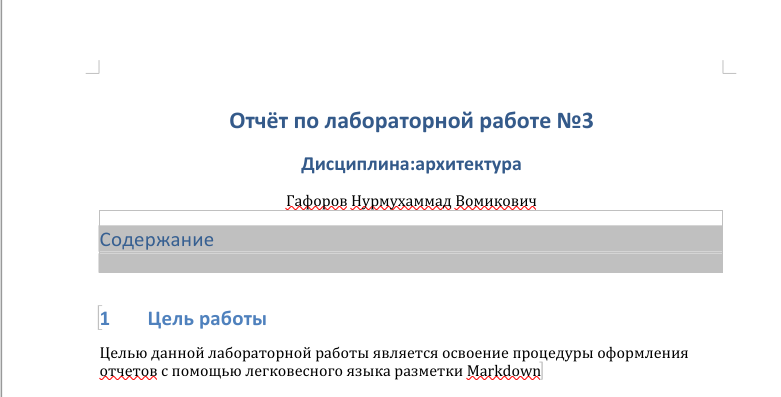 Отчёт по лабораторной работе №3
Дисциплина:архитектура
Гафоров Нурмухаммад Вомикович
Содержание
1 Цель работы
Целью данной лабораторной работы является освоение процедуры оформления
отчетов с помощью легковесного языка разметки Markdown